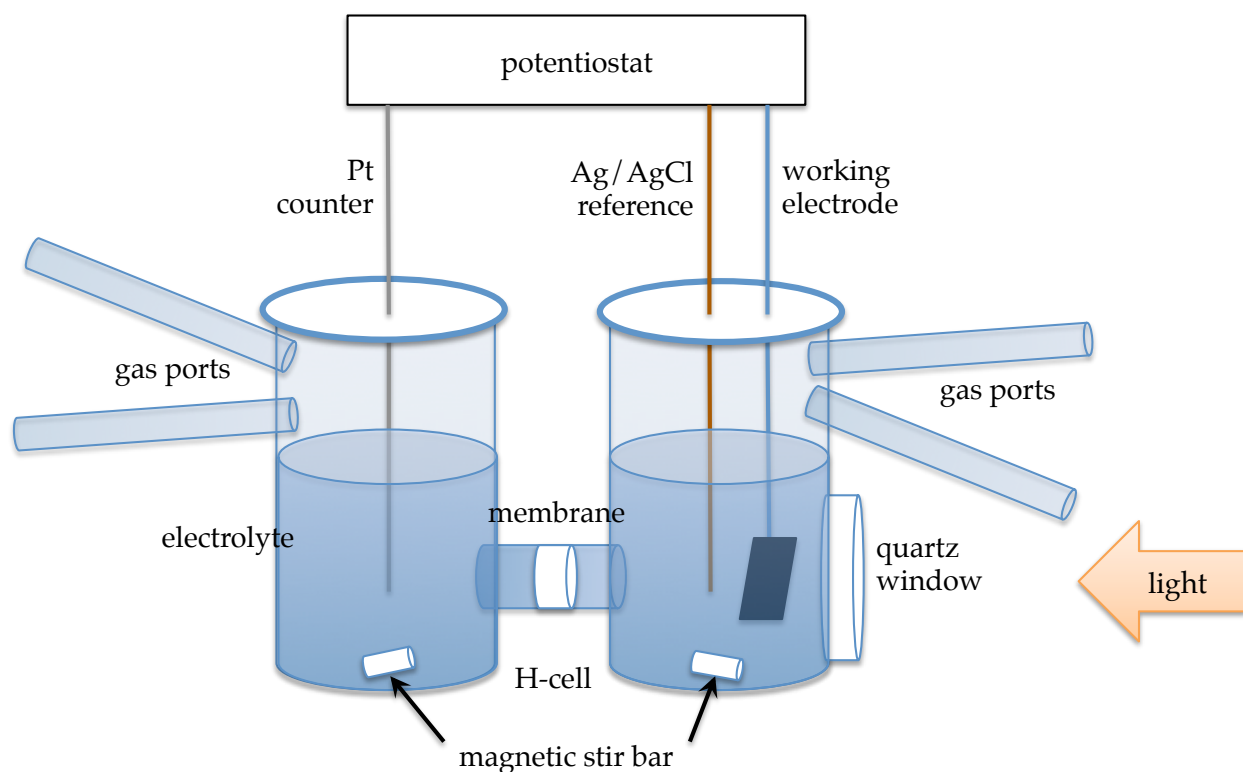 potentiostat
Pt
counter
Ag/AgCl
reference
working
electrode
gas ports
gas ports
electrolyte
membrane
quartz
window
light
H-cell
magnetic stir bar